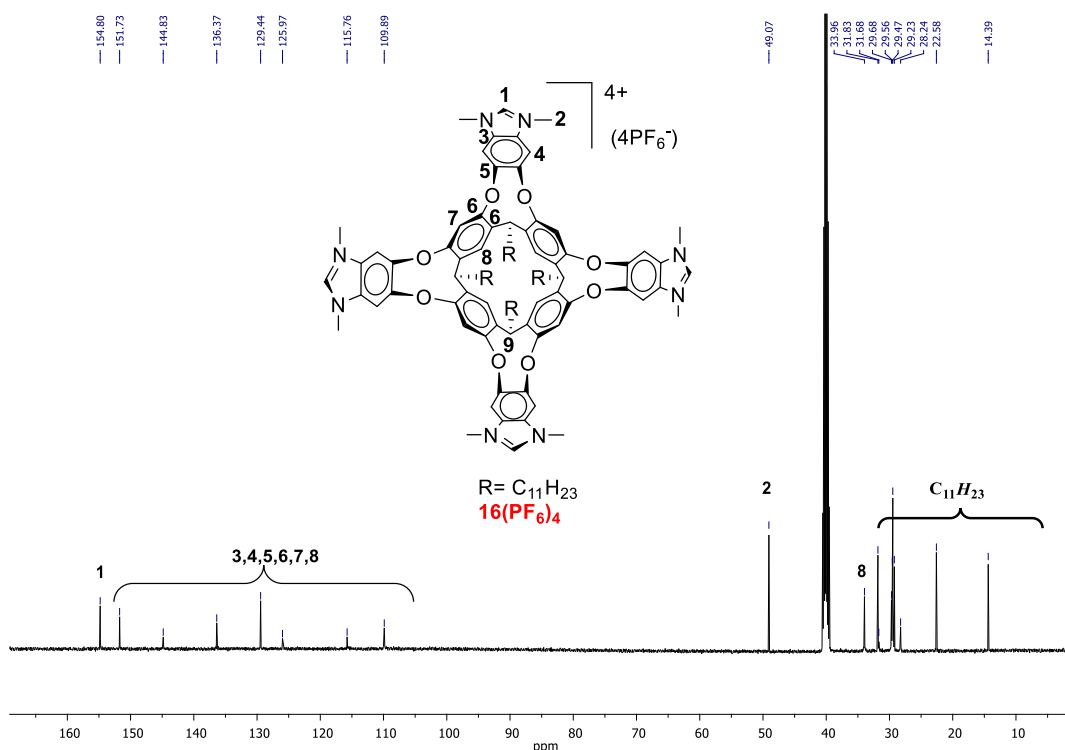 154.80
151.73
144.83
136.37
129.44
125.97
115.76
109.89
49.07
33.96
31.83
31.68
29.68
29.56
29.47
29.23
28.24
22.58
14.39
1
4+
N
N
2
(4PF6-)
3
4
5
O
O
6
7
6
8
R
N
O
R
R
O
N
N
O
R
O
N
9
O
O
N
N
R= C11H23
16(PF6)4
1
3,4,5,6,7,8
2
8
C11H23
160 150 140 130 120 110 100 90 80 70 60 50 40 30 20 10
ppm